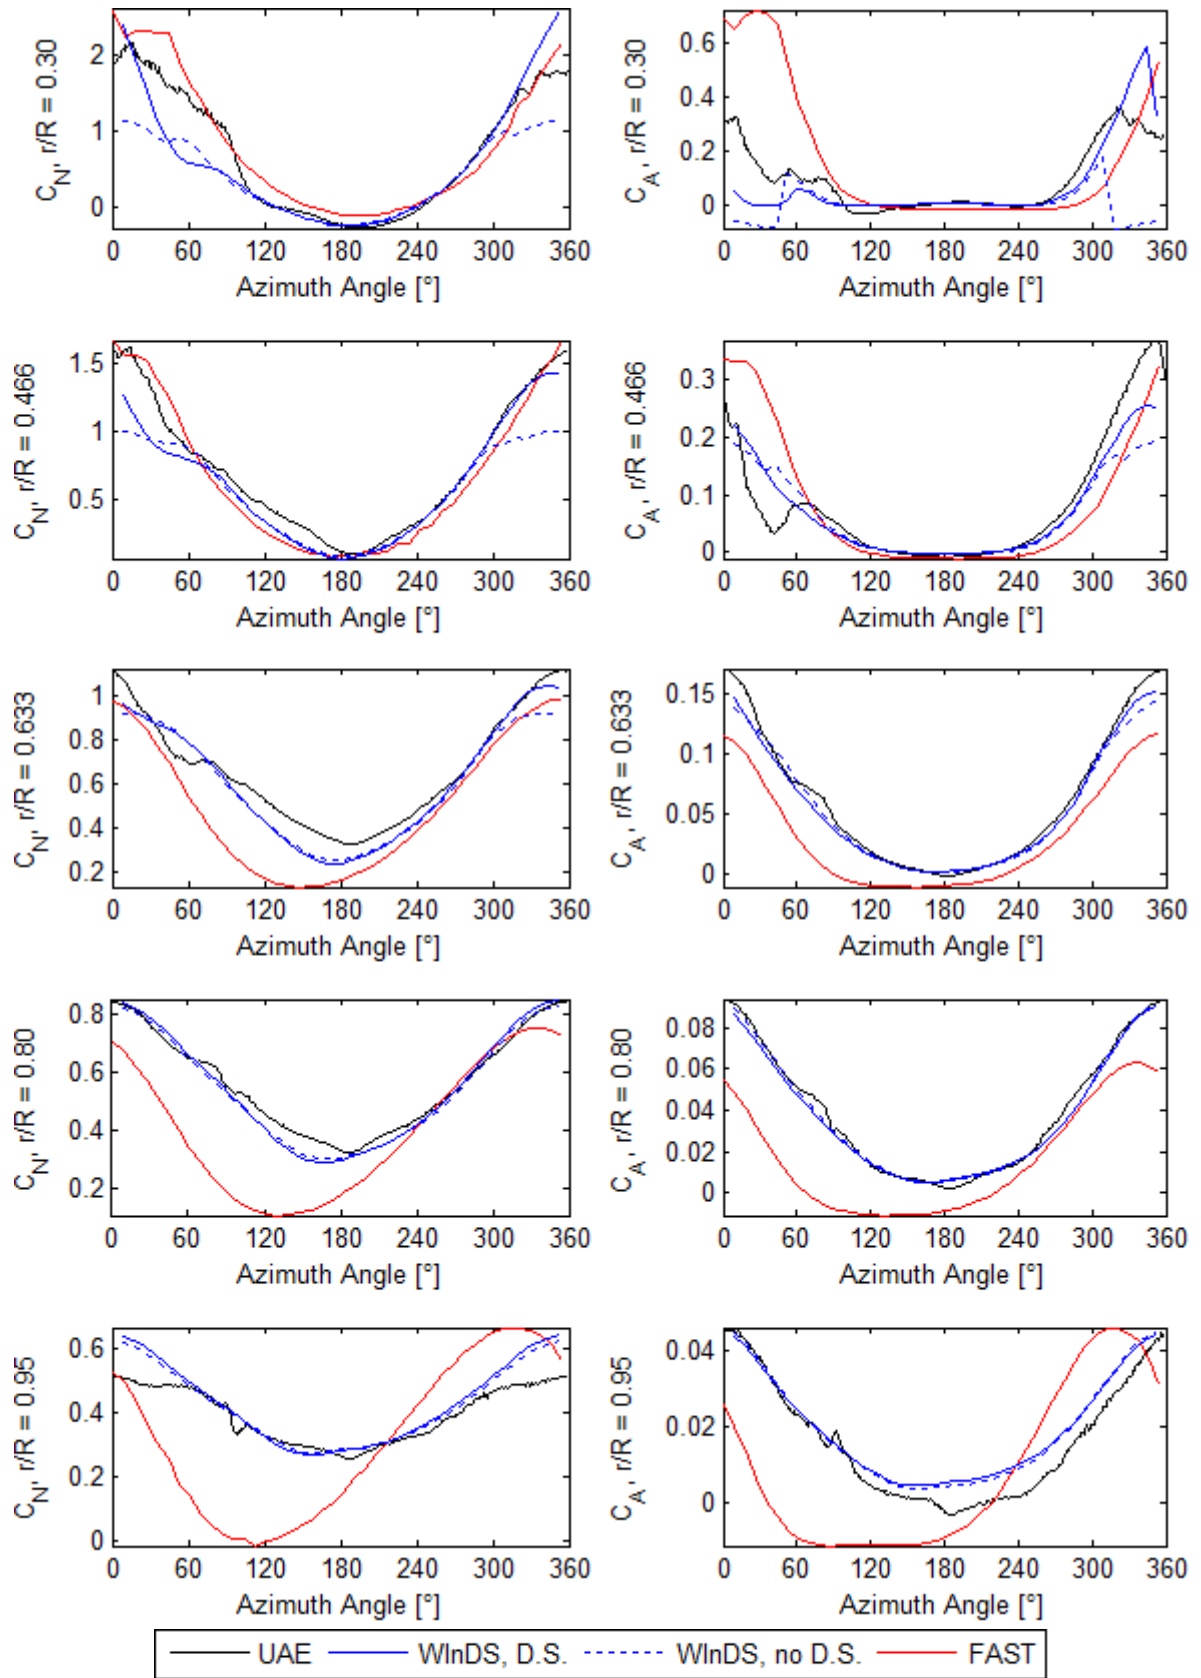 C_N, r/R = 0.30
2
1
0
0 60 120 180 240 300 360
Azimuth Angle [°]
C_A, r/R = 0.30
0.6
0.4
0.2
0
0 60 120 180 240 300 360
Azimuth Angle [°]
C_N, r/R = 0.466
1.5
1
0.5
0 60 120 180 240 300 360
Azimuth Angle [°]
C_A, r/R = 0.466
0.3
0.2
0.1
0
0 60 120 180 240 300 360
Azimuth Angle [°]
C_N, r/R = 0.633
1
0.8
0.6
0.4
0.2
0 60 120 180 240 300 360
Azimuth Angle [°]
C_A, r/R = 0.633
0.15
0.1
0.05
0
0 60 120 180 240 300 360
Azimuth Angle [°]
C_N, r/R = 0.80
0.8
0.6
0.4
0.2
0 60 120 180 240 300 360
Azimuth Angle [°]
C_A, r/R = 0.80
0.08
0.06
0.04
0.02
0
0 60 120 180 240 300 360
Azimuth Angle [°]
C_N, r/R = 0.95
0.6
0.4
0.2
0
0 60 120 180 240 300 360
Azimuth Angle [°]
C_A, r/R = 0.95
0.04
0.02
0
0 60 120 180 240 300 360
Azimuth Angle [°]
UAE WInDS, D.S. WInDS, no D.S. FAST